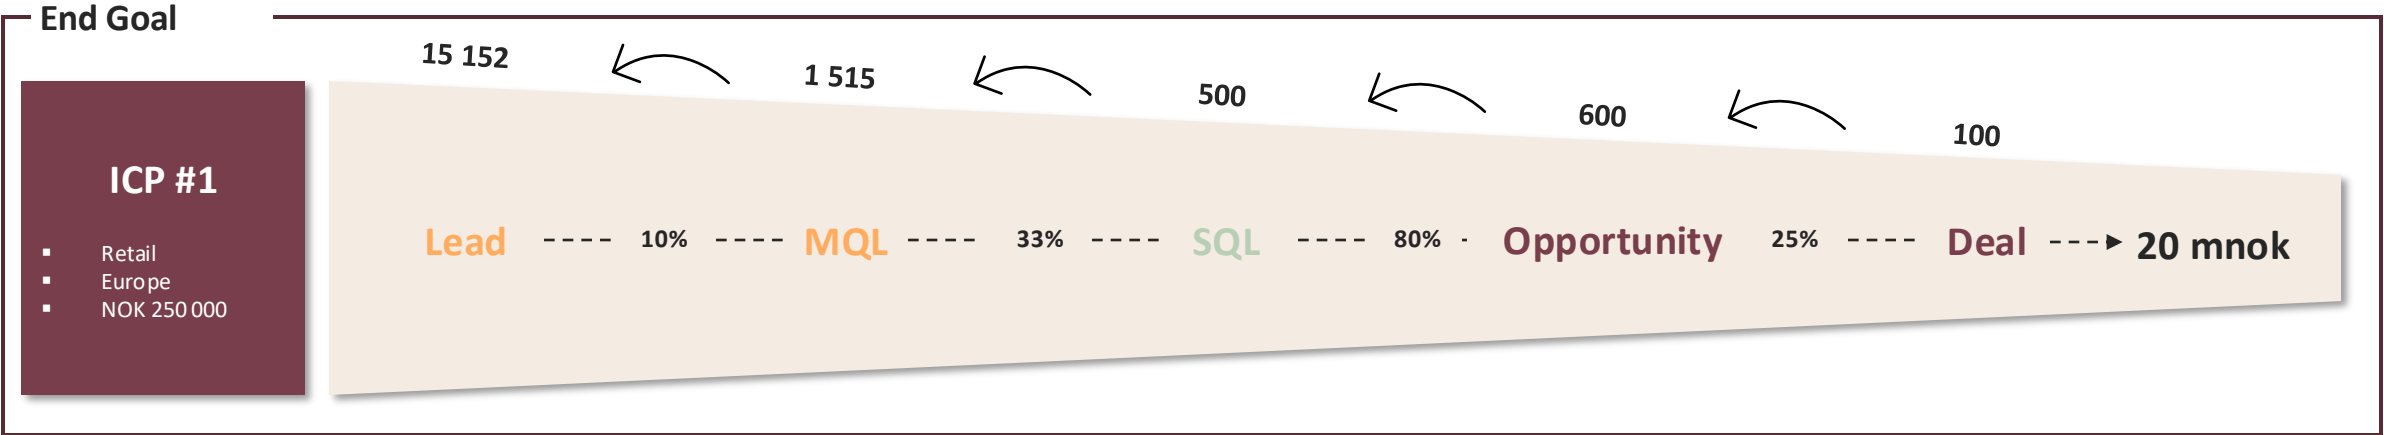 End Goal
15 152
1 515
500
600
100
ICP #1
▪ Retail
▪ Europe
▪ NOK 250 000
Lead 10% MQL 33% SQL 80% Opportunity 25% Deal 20 mnok